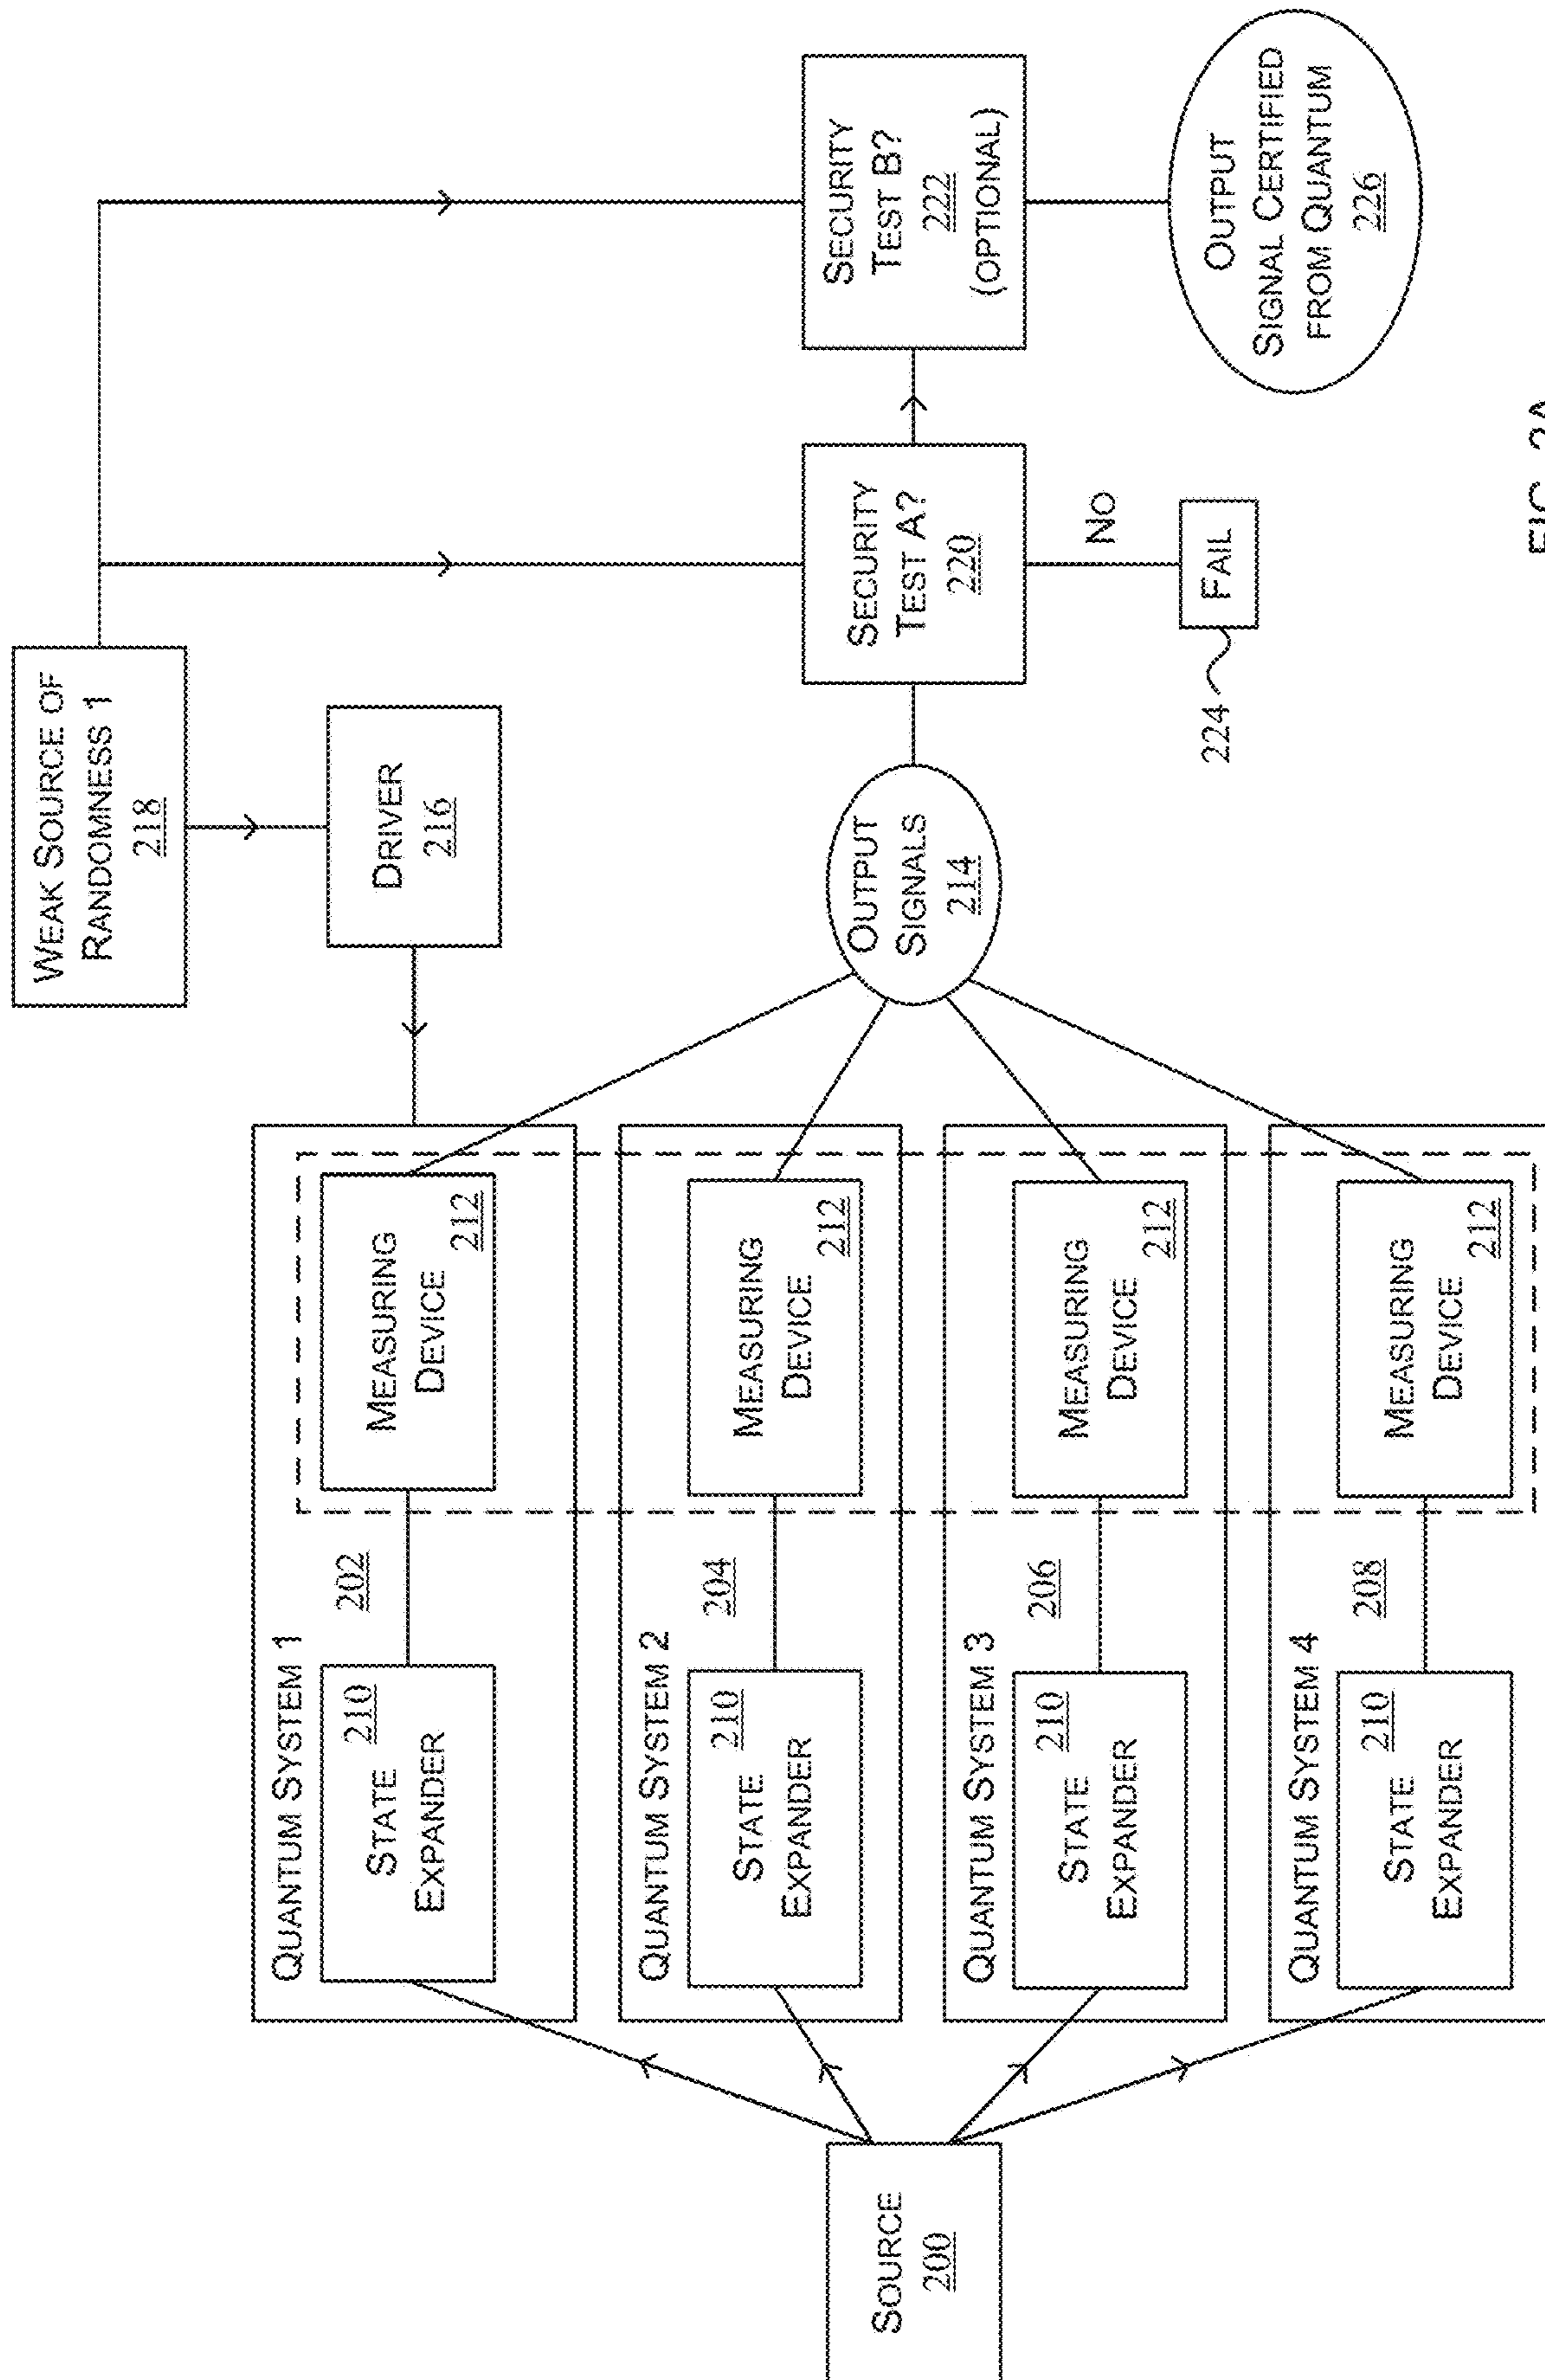 WEAK SOURCE OF
RANDOMNESS 1
218
DRIVER
216
QUANTUM SYSTEM 1
202
STATE
EXPANDER
210
MEASURING
DEVICE
212
QUANTUM SYSTEM 2
204
STATE
EXPANDER
210
MEASURING
DEVICE
212
QUANTUM SYSTEM 3
206
STATE
EXPANDER
210
MEASURING
DEVICE
212
QUANTUM SYSTEM 4
208
STATE
EXPANDER
210
MEASURING
DEVICE
212
SOURCE
200
OUTPUT
SIGNALS
214
SECURITY
TEST A?
220
SECURITY
TEST B?
222
(OPTIONAL)
NO
224
FAIL
OUTPUT
SIGNAL CERTIFIED
FROM QUANTUM
226